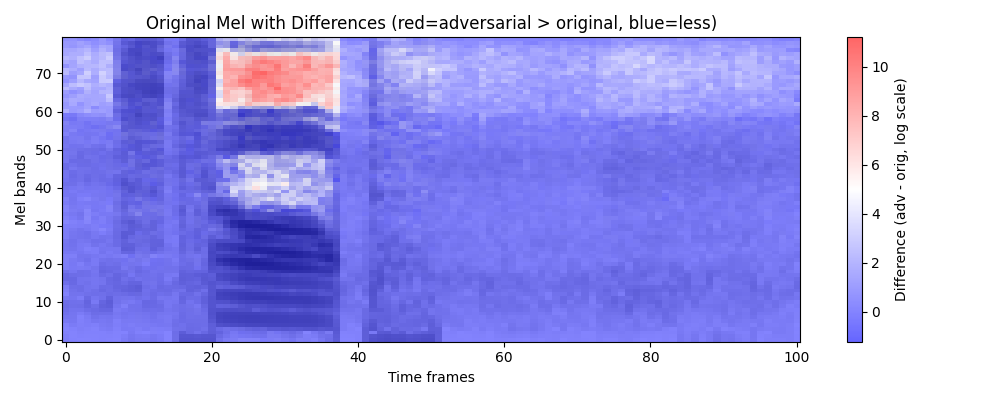 Original Mel with Differences (red=adversarial > original, blue=less)
Mel bands
70
60
50
40
30
20
10
0
0 20 40 60 80 100
Time frames
10
8
6
4
2
0
Difference (adv - orig, log scale)